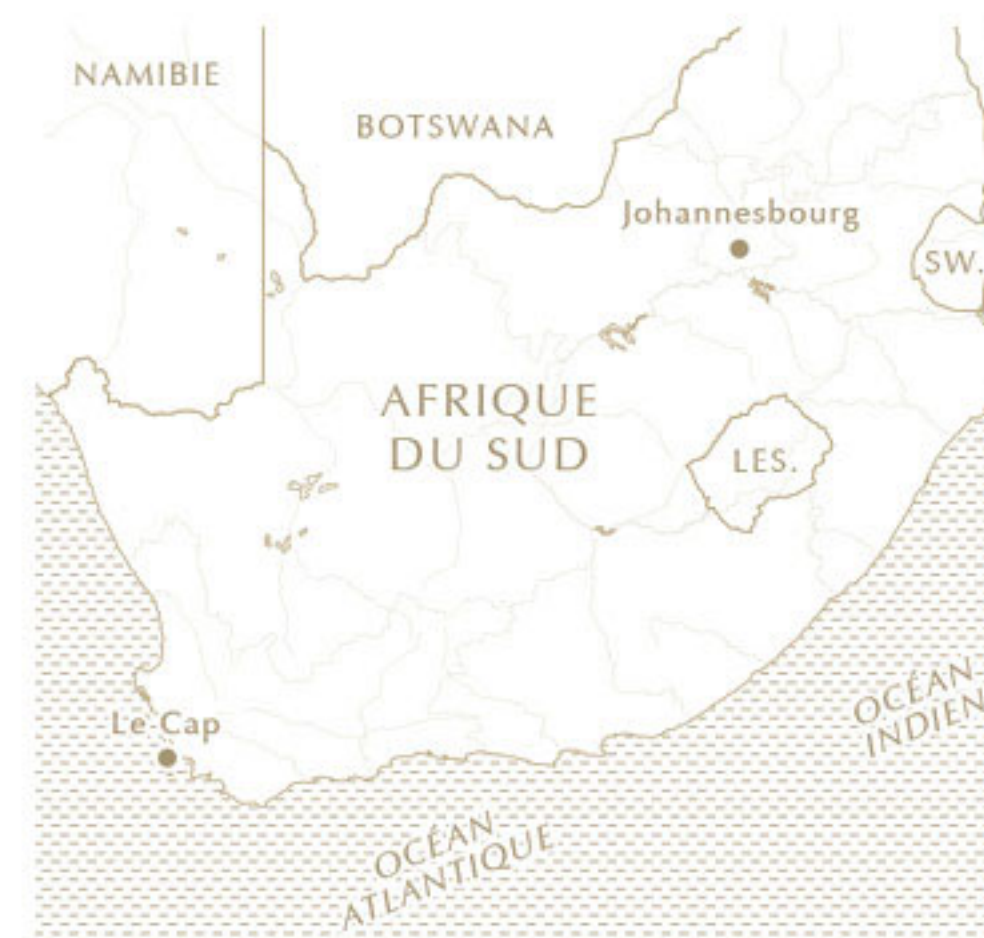 NAMIBIE
BOTSWANA
Johannesbourg
SW.
AFRIQUE
DU SUD
LES.
OCÉAN
INDIEN
Le Cap
OCÉAN
ATLANTIQUE